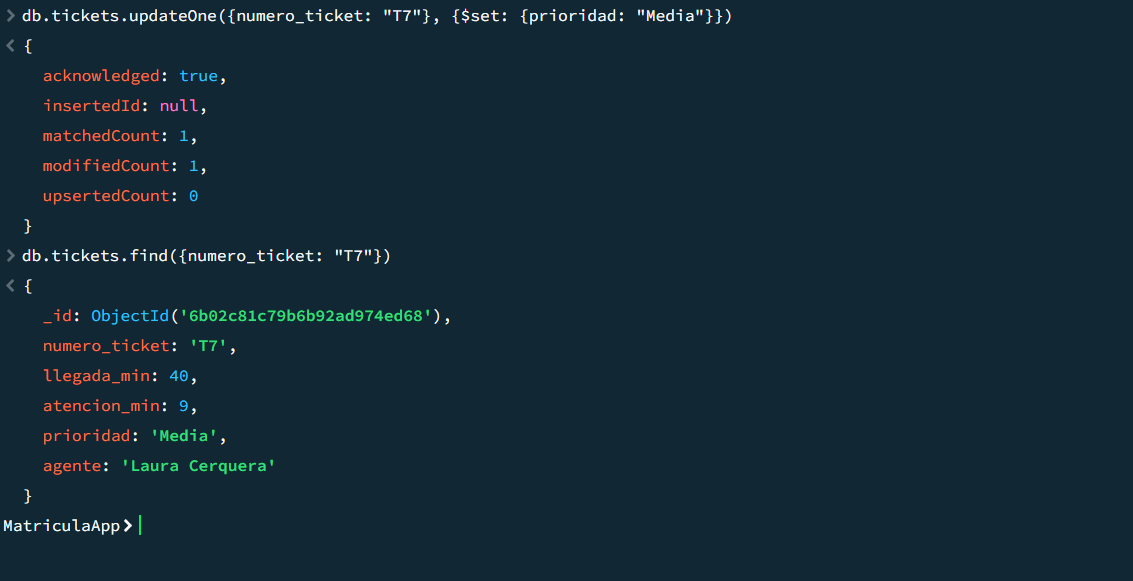 > db.tickets.updateOne({numero_ticket: "T7"}, {$set: {prioridad: "Media"}})
< {
acknowledged: true,
insertedId: null,
matchedCount: 1,
modifiedCount: 1,
upsertedCount: 0
}
> db.tickets.find({numero_ticket: "T7"})
< {
_id: ObjectId('6b02c81c79b6b92ad974ed68'),
numero_ticket: 'T7',
llegada_min: 40,
atencion_min: 9,
prioridad: 'Media',
agente: 'Laura Cerquera'
}
MatriculaApp>